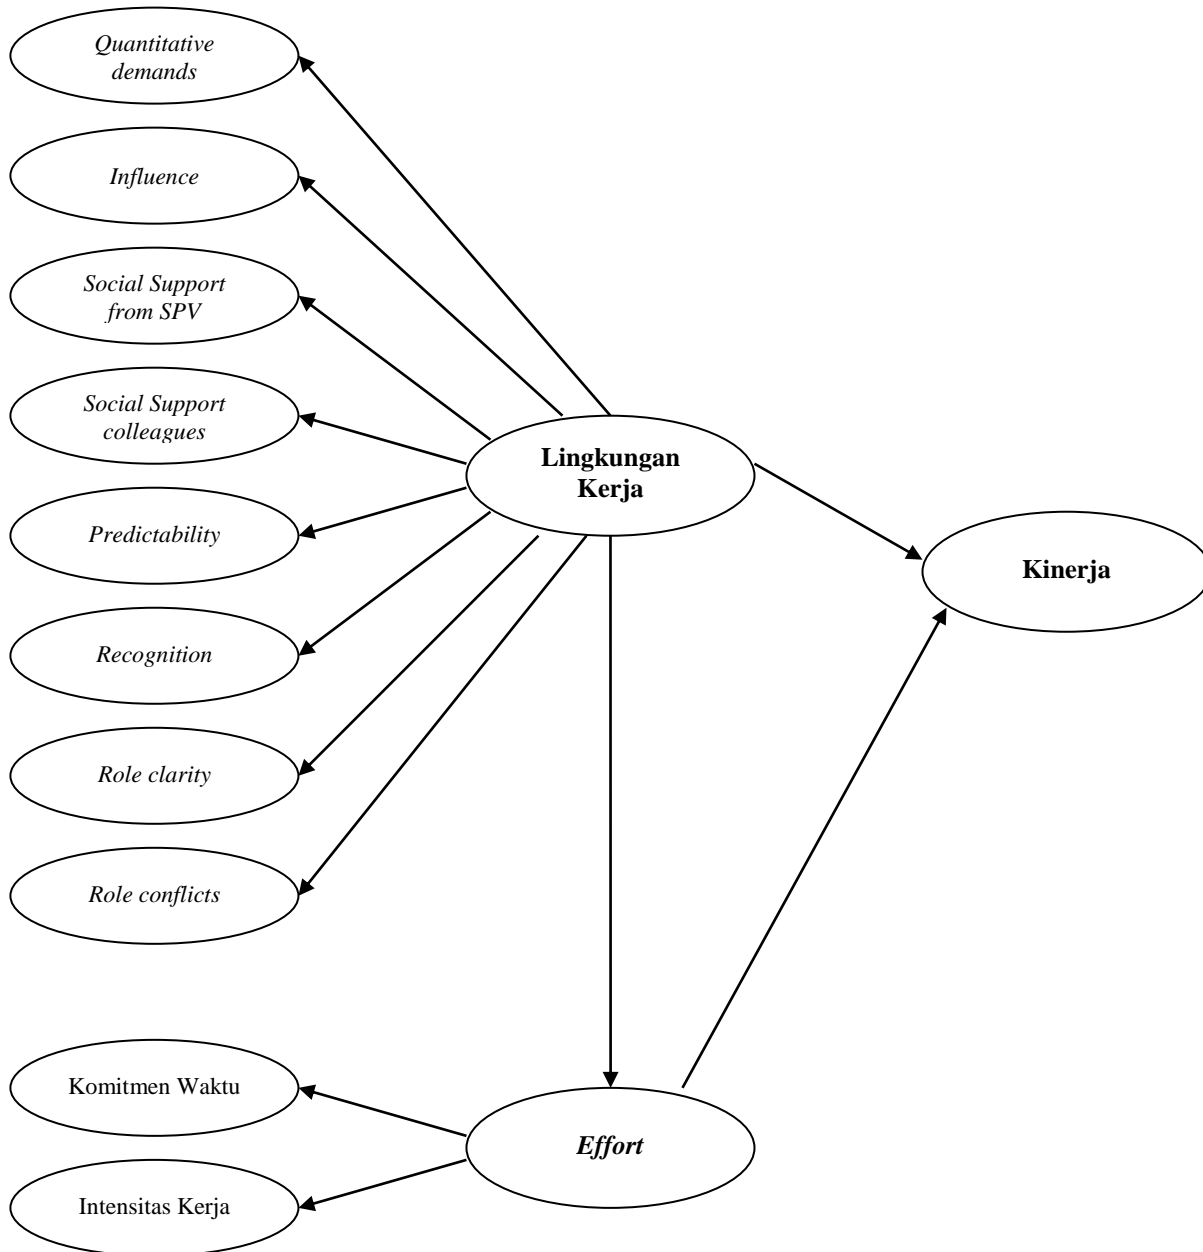 Quantitative
demands
Influence
Social Support
from SPV
Social Support
colleagues
Predictability
Recognition
Role clarity
Role conflicts
Lingkungan
Kerja
Kinerja
Komitmen Waktu
Intensitas Kerja
Effort